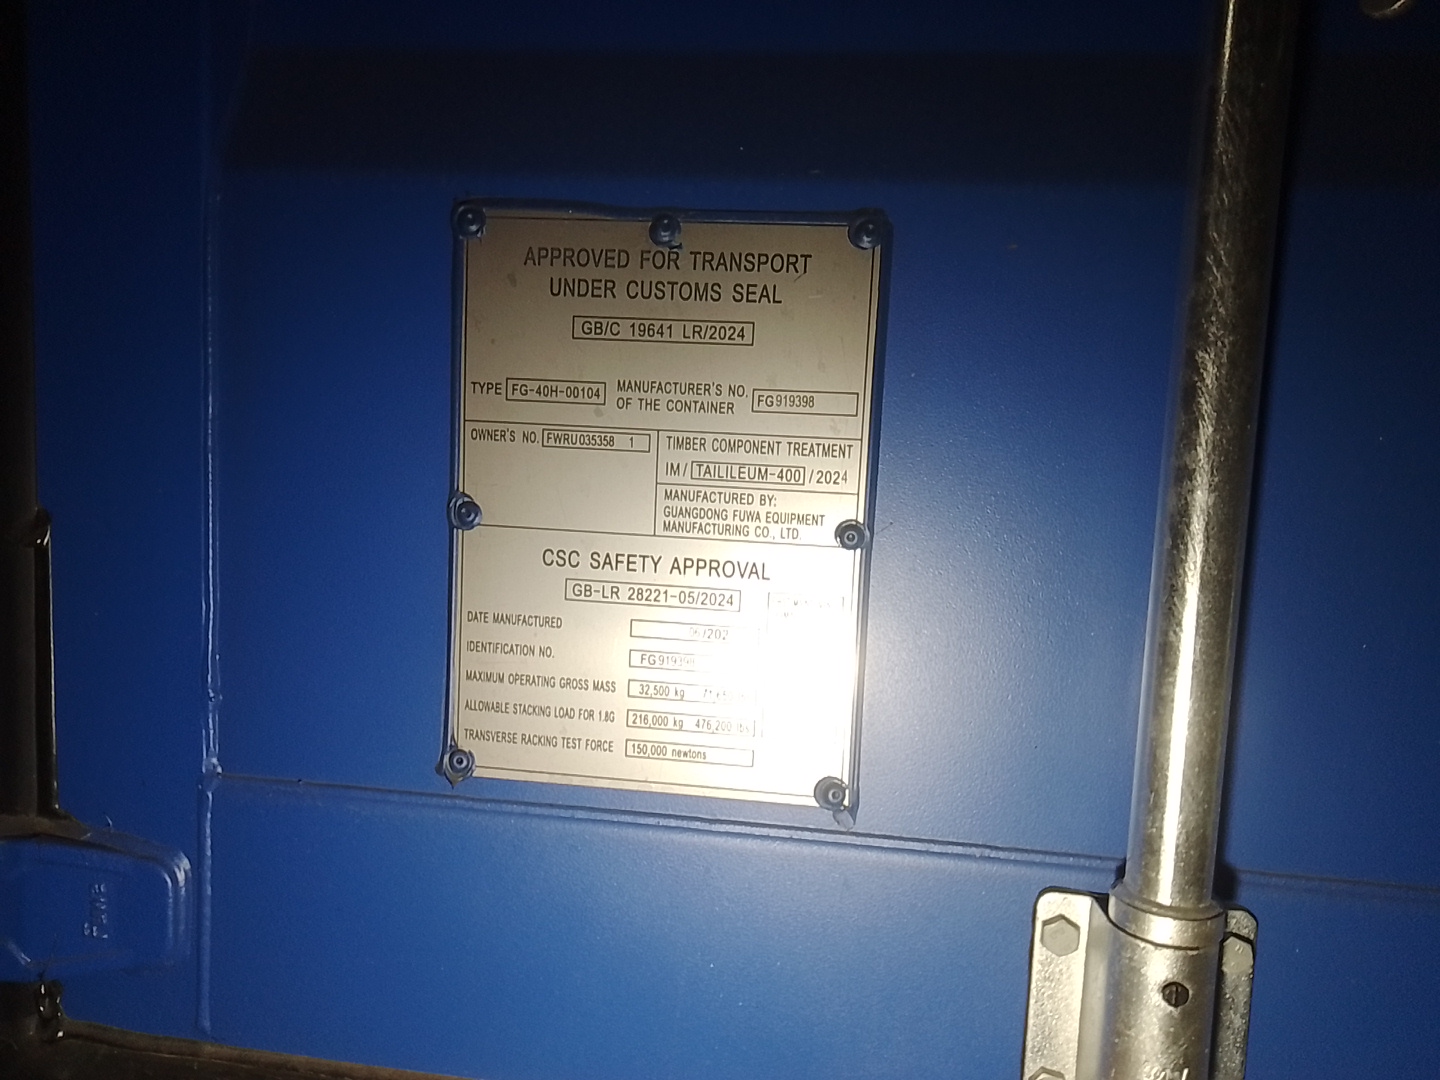 APPROVED FOR TRANSPORT
UNDER CUSTOMS SEAL
GB/C 19641 LR/2024
TYPE FG-40H-00104 MANUFACTURER'S NO. OF THE CONTAINER FG919398
OWNER'S NO. FWRU035358 1
TIMBER COMPONENT TREATMENT
IM/ TAILILEUM-400 /2024
MANUFACTURED BY:
GUANGDONG FUWA EQUIPMENT
MANUFACTURING CO., LTD.
CSC SAFETY APPROVAL
GB-LR 28221-05/2024
DATE MANUFACTURED
IDENTIFICATION NO.
MAXIMUM OPERATING GROSS MASS 32,500 kg
ALLOWABLE STACKING LOAD FOR 1.8G 216,000 kg 476,200 lbs
TRANSVERSE RACKING TEST FORCE 150,000 newtons